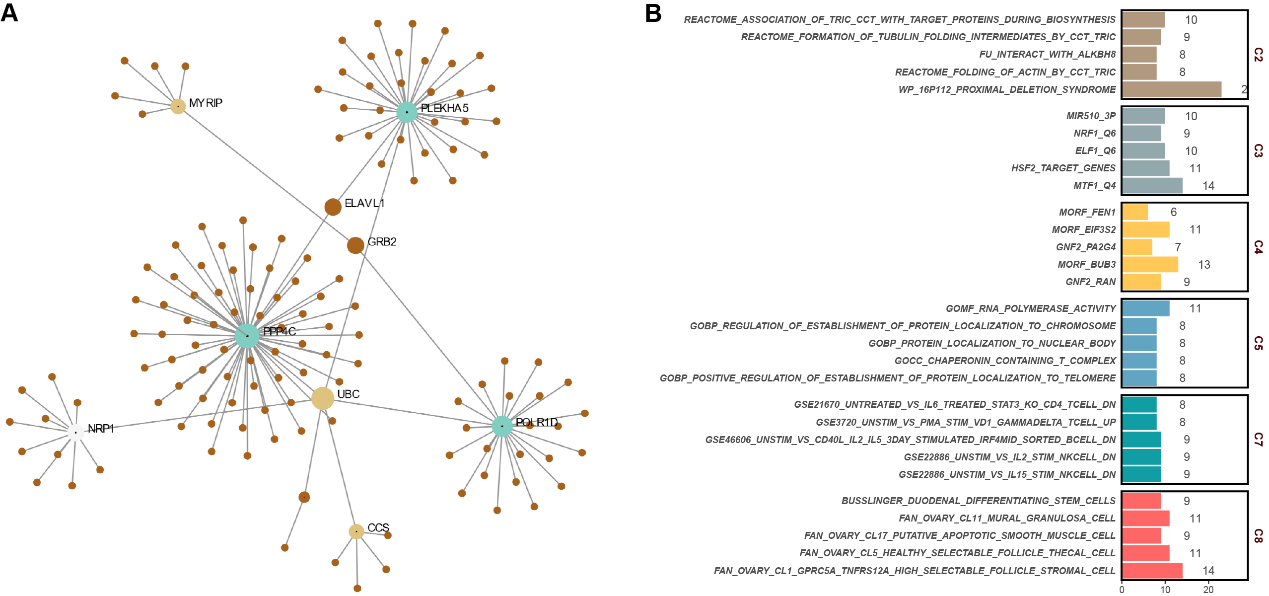 A
MYRIP
PLEKHA5
ELAVL1
GRB2
PPP4C
UBC
NRP1
POLR1D
CCS
B
REACTOME_ASSOCIATION_OF_TRIC_CCT_WITH_TARGET_PROTEINS_DURING_BIOSYNTHESIS 10
REACTOME_FORMATION_OF_TUBULIN_FOLDING_INTERMEDIATES_BY_CCT_TRIC 9
FU_INTERACT_WITH_ALKBH8 8
REACTOME_FOLDING_OF_ACTIN_BY_CCT_TRIC 8
WP_16P112_PROXIMAL_DELETION_SYNDROME 2
C2
MIR510_3P 10
NRF1_Q6 9
ELF1_Q6 10
HSF2_TARGET_GENES 11
MTF1_Q4 14
C3
MORF_FEN1 6
MORF_EIF3S2 11
GNF2_PA2G4 7
MORF_BUB3 13
GNF2_RAN 9
C4
GOMF_RNA_POLYMERASE_ACTIVITY 11
GOBP_REGULATION_OF_ESTABLISHMENT_OF_PROTEIN_LOCALIZATION_TO_CHROMOSOME 8
GOBP_PROTEIN_LOCALIZATION_TO_NUCLEAR_BODY 8
GOCC_CHAPERONIN_CONTAINING_T_COMPLEX 8
GOBP_POSITIVE_REGULATION_OF_ESTABLISHMENT_OF_PROTEIN_LOCALIZATION_TO_TELOMERE 8
C5
GSE21670_UNTREATED_VS_IL6_TREATED_STAT3_KO_CD4_TCELL_DN 8
GSE3720_UNSTIM_VS_PMA_STIM_VD1_GAMMADELTA_TCELL_UP 8
GSE46606_UNSTIM_VS_CD40L_IL2_IL5_3DAY_STIMULATED_IRF4MID_SORTED_BCELL_DN 9
GSE22886_UNSTIM_VS_IL2_STIM_NKCELL_DN 9
GSE22886_UNSTIM_VS_IL15_STIM_NKCELL_DN 9
C7
BUSSLINGER_DUODENAL_DIFFERENTIATING_STEM_CELLS 9
FAN_OVARY_CL11_MURAL_GRANULOSA_CELL 11
FAN_OVARY_CL17_PUTATIVE_APOPTOTIC_SMOOTH_MUSCLE_CELL 9
FAN_OVARY_CL5_HEALTHY_SELECTABLE_FOLLICLE_THECAL_CELL 11
FAN_OVARY_CL1_GPRC5A_TNFRS12A_HIGH_SELECTABLE_FOLLICLE_STROMAL_CELL 14
C8
0 10 20